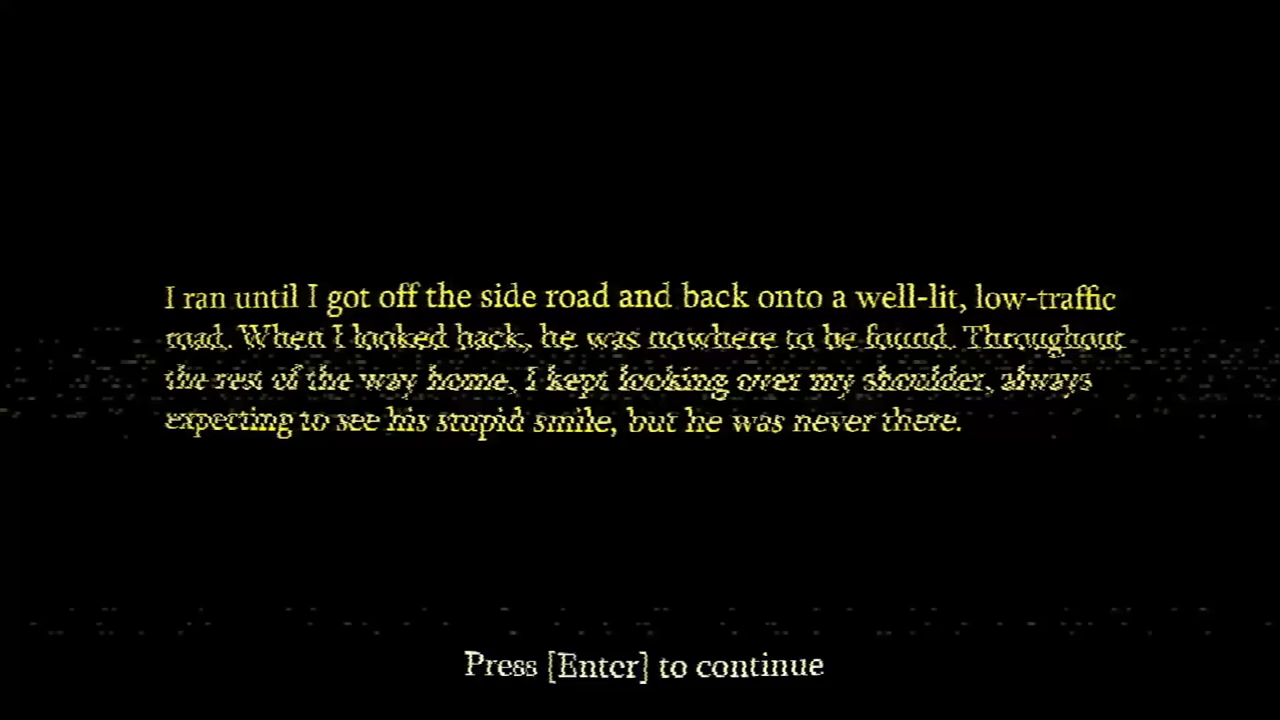 I ran until I got off the side road and back onto a well-lit, low-traffic
road. When I looked back, he was nowhere to be found. Throughout
the rest of the way home, I kept looking over my shoulder, always
expecting to see his stupid smile, but he was never there.
Press [Enter] to continue